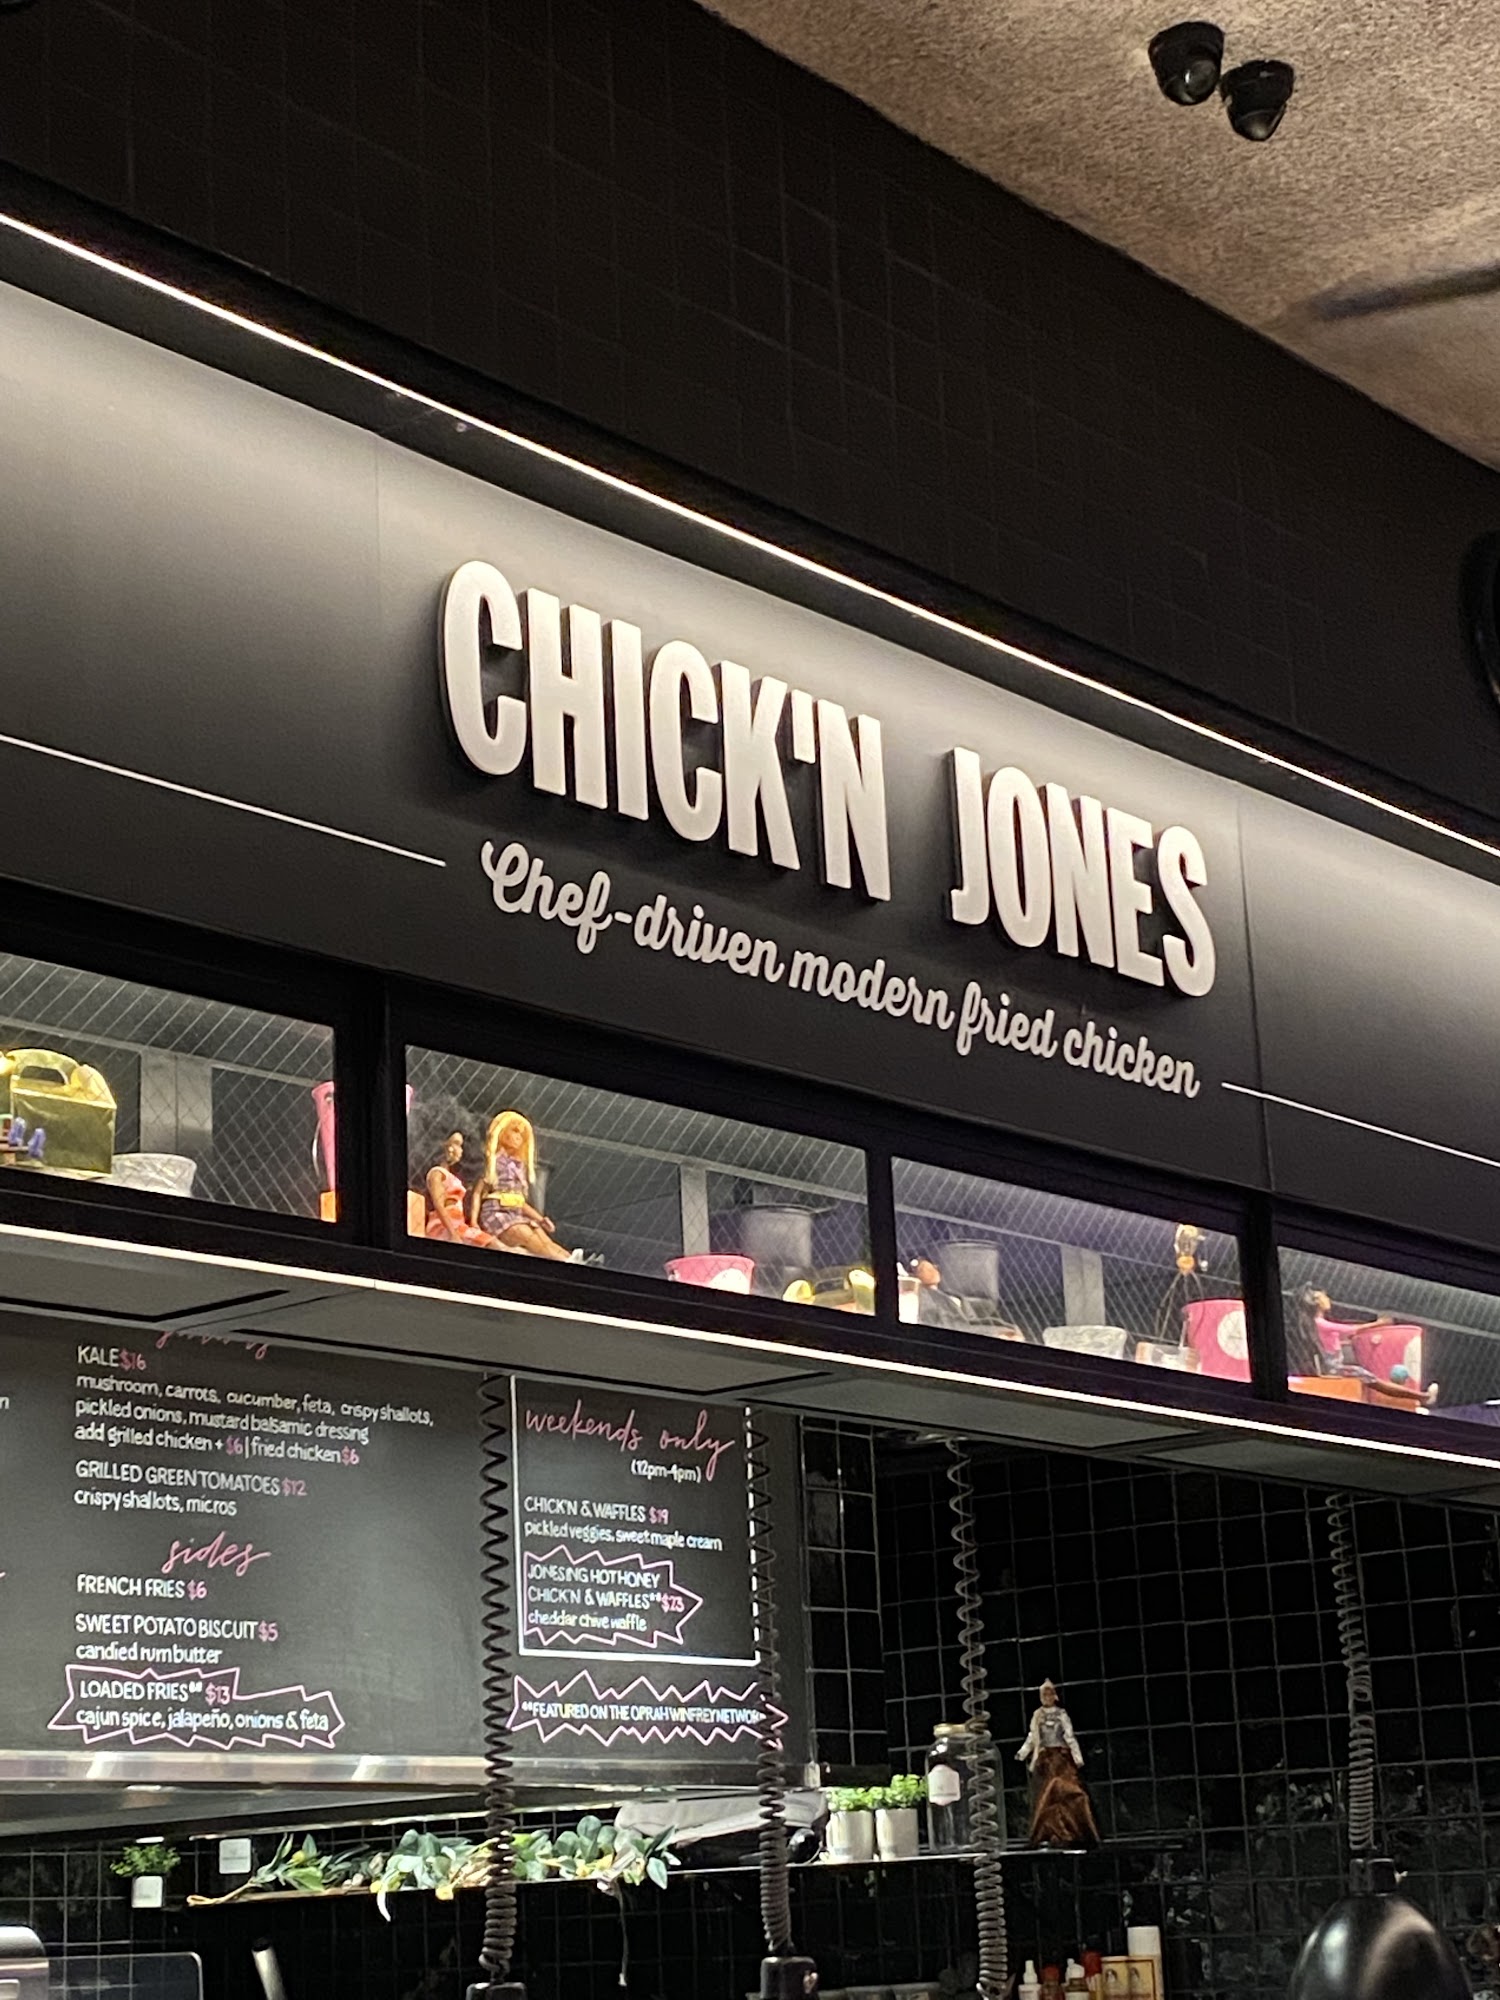 CHICK'N JONES
Chef-driven modern fried chicken
KALE $16
mushroom, carrots, cucumber, feta, crispy shallots,
pickled onions, mustard balsamic dressing
add grilled chicken + $6 | fried chicken $6
GRILLED GREEN TOMATOES $12
crispy shallots, micros
sides
FRENCH FRIES $6
SWEET POTATO BISCUIT $5
candied rum butter
LOADED FRIES** $13
cajun spice, jalapeño, onions & feta
weekends only
(12pm-4pm)
CHICK'N & WAFFLES $19
pickled veggies, sweet maple cream
JONESING HOT HONEY
CHICK'N & WAFFLES** $23
cheddar chive waffle
**FEATURED ON THE OPRAH WINFREY NETWORK